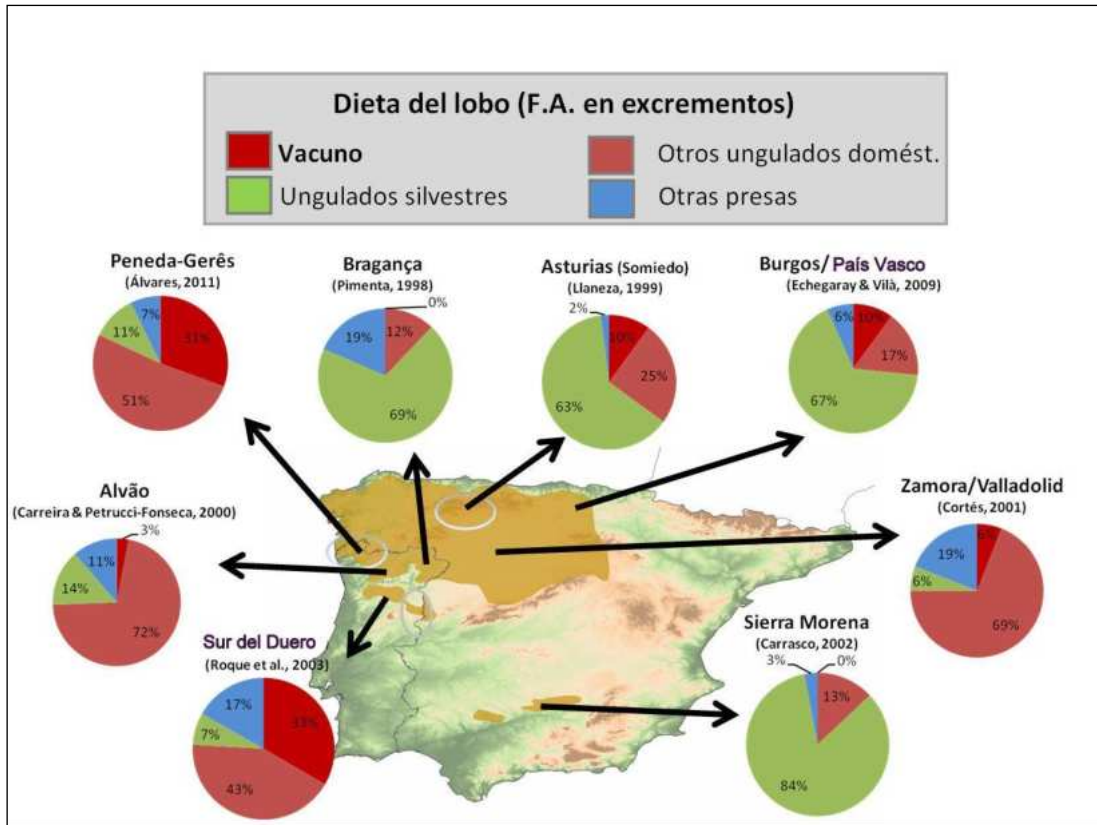 Dieta del lobo (F.A. en excrementos)
Vacuno
Otros ungulados domést.
Ungulados silvestres
Otras presas
Peneda-Gerês
(Álvares, 2011)
7%
31%
11%
51%
Bragança
(Pimenta, 1998)
0%
12%
19%
69%
Asturias (Somiedo)
(Llaneza, 1999)
2%
10%
25%
63%
Burgos/ País Vasco
(Echegaray & Vilà, 2009)
6%
10%
17%
67%
Alvão
(Carreira & Petrucci-Fonseca, 2000)
3%
11%
14%
72%
Zamora/Valladolid
(Cortés, 2001)
6%
19%
6%
69%
Sur del Duero
(Roque et al., 2003)
17%
33%
7%
43%
Sierra Morena
(Carrasco, 2002)
3%
0%
13%
84%